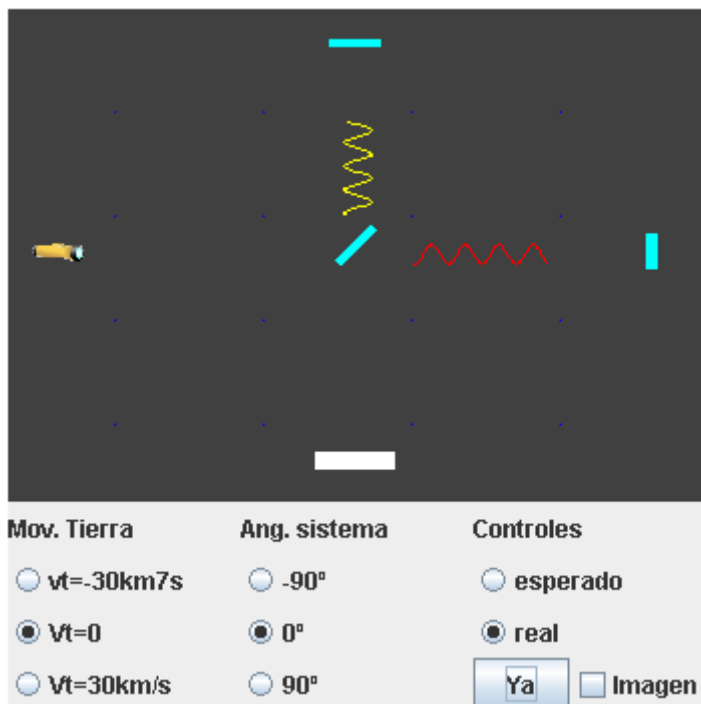 Mov. Tierra Ang. sistema Controles
vt=-30km7s -90º esperado
Vt=0 0º real
Vt=30km/s 90º Ya Imagen